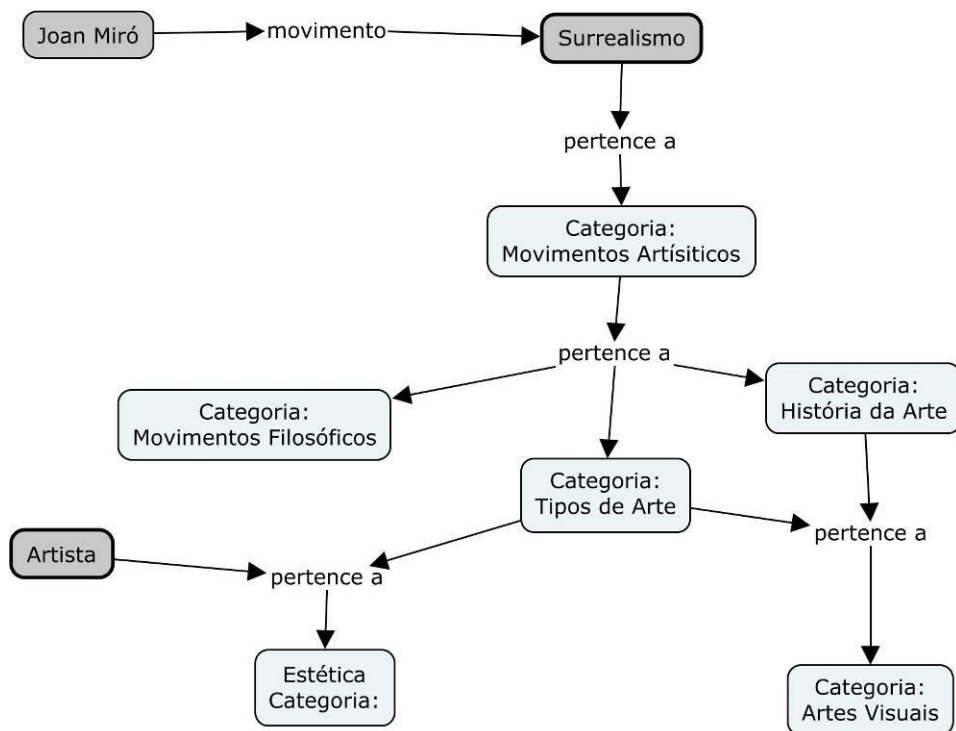 Joan Miró
movimento
Surrealismo
pertence a
Categoria:
Movimentos Artísiticos
pertence a
Categoria:
História da Arte
Categoria:
Movimentos Filosóficos
Categoria:
Tipos de Arte
pertence a
Artista
pertence a
Estética
Categoria:
Categoria:
Artes Visuais